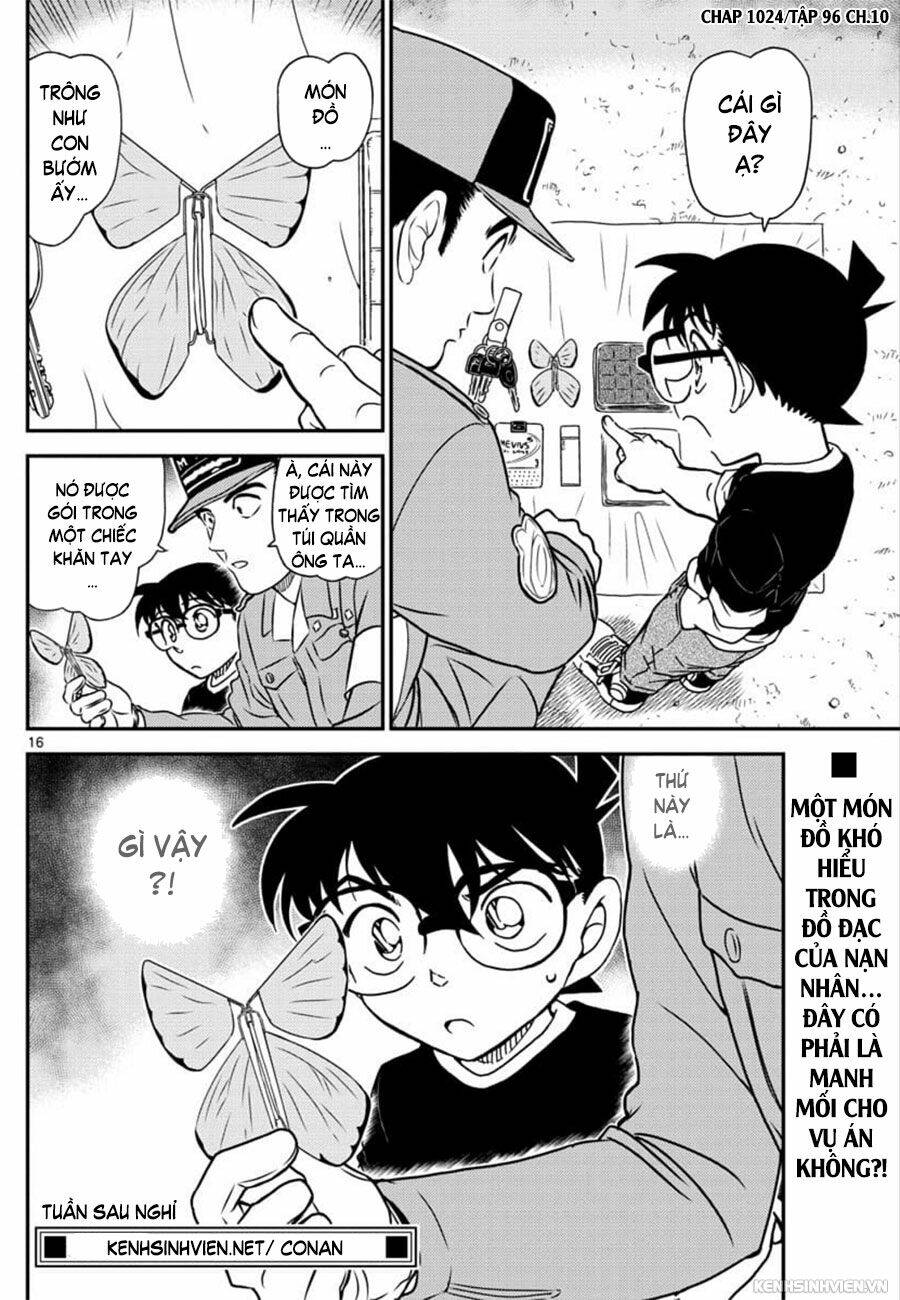 CHAP 1024/TẬP 96 CH.10
CÁI GÌ
ĐÂY
Ạ?
MÓN
ĐỒ
...
TRÔNG
NHƯ
CON
BƯỚM
ẤY...
MEVIUS
À, CÁI NÀY
ĐƯỢC TÌM
THẤY TRONG
TÚI QUẦN
ÔNG TA...
NÓ ĐƯỢC
GÓI TRONG
MỘT CHIẾC
KHĂN TAY
...
16
THỨ
NÀY
LÀ...
GÌ VẬY
?!
MỘT MÓN
ĐỒ KHÓ
HIỂU
TRONG
ĐỒ ĐẠC
CỦA NẠN
NHÂN...
ĐÂY CÓ
PHẢI LÀ
MANH
MỐI CHO
VỤ ÁN
KHÔNG?!
TUẦN SAU NGHỈ
KENHSINHVIEN.NET/ CONAN
KENHSINHVIEN.VN